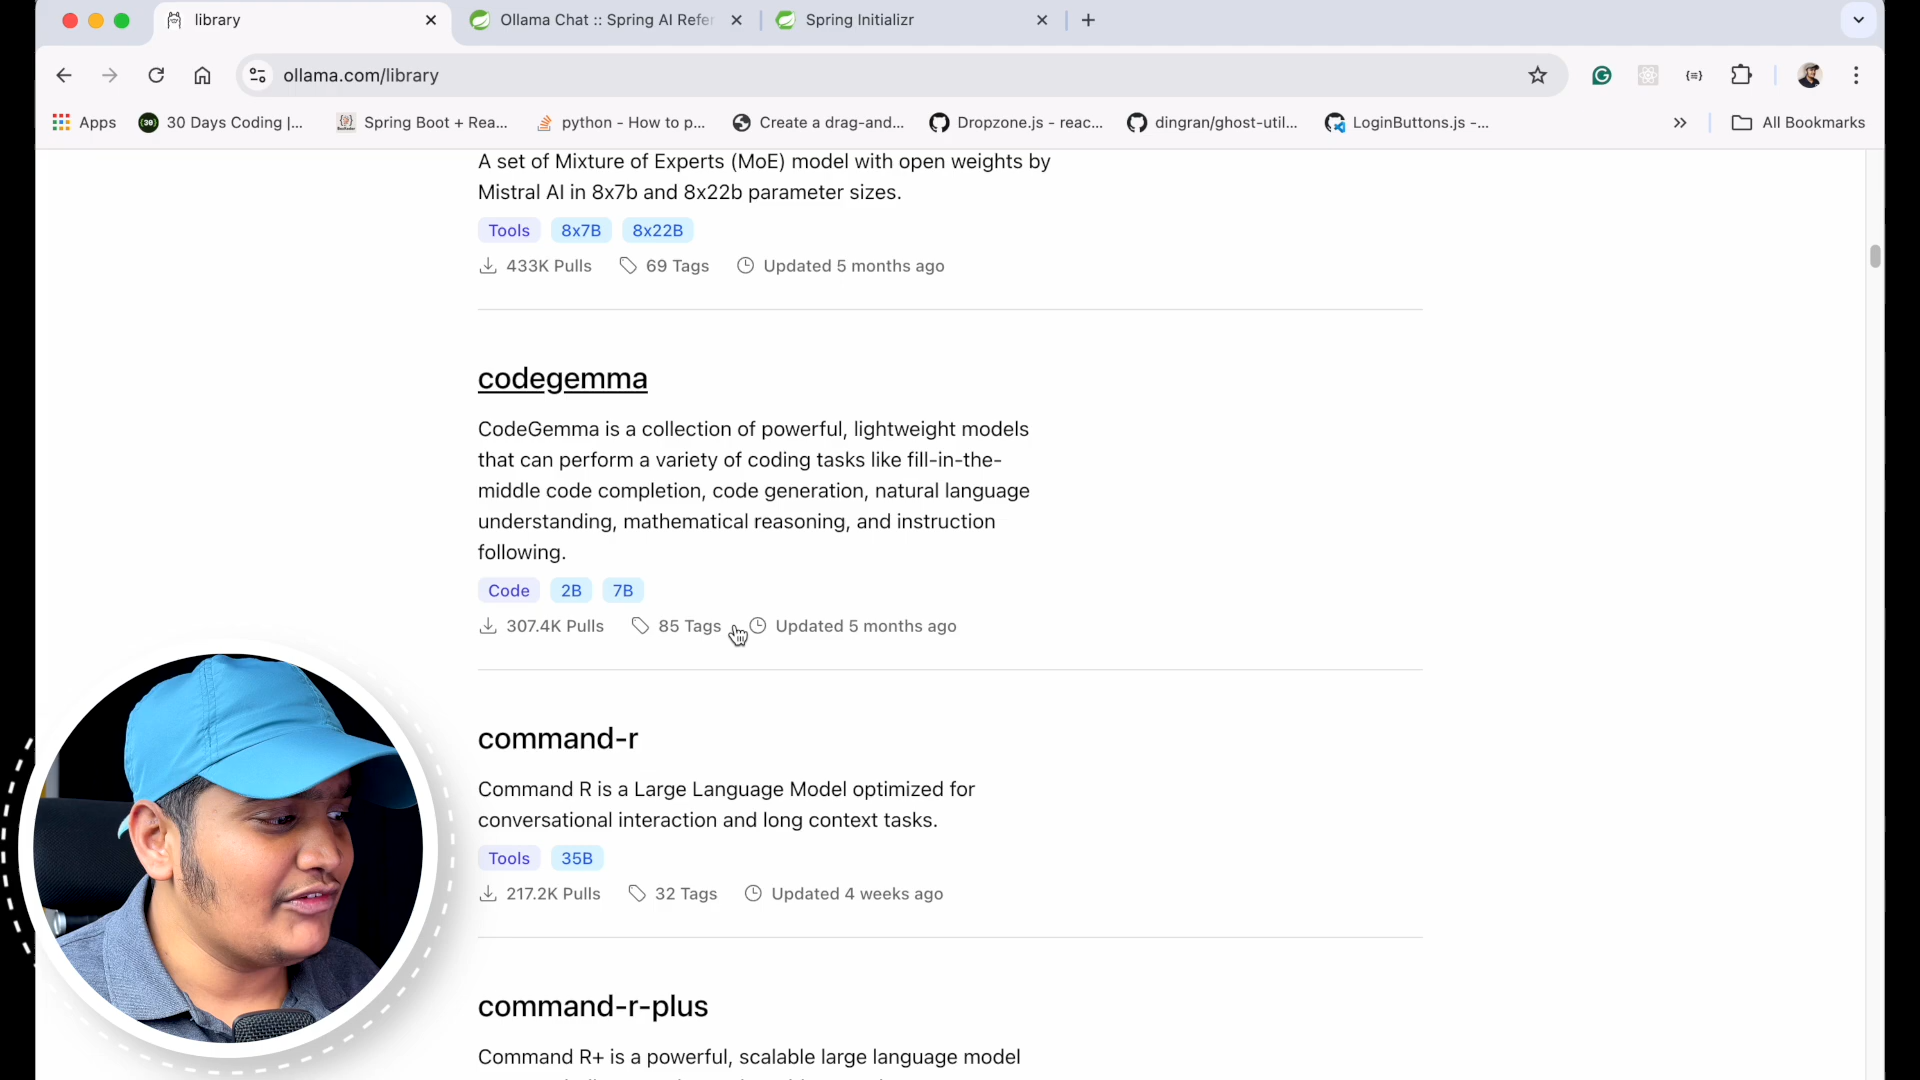 library
Ollama Chat :: Spring AI Refer
Spring Initializr
ollama.com/library
Apps
30 Days Coding |...
Spring Boot + Rea...
python - How to p...
Create a drag-and...
Dropzone.js - reac...
dingran/ghost-util...
LoginButtons.js -...
All Bookmarks
A set of Mixture of Experts (MoE) model with open weights by
Mistral AI in 8x7b and 8x22b parameter sizes.
Tools 8x7B 8x22B
433K Pulls 69 Tags Updated 5 months ago
codegemma
CodeGemma is a collection of powerful, lightweight models
that can perform a variety of coding tasks like fill-in-the-
middle code completion, code generation, natural language
understanding, mathematical reasoning, and instruction
following.
Code 2B 7B
307.4K Pulls 85 Tags Updated 5 months ago
command-r
Command R is a Large Language Model optimized for
conversational interaction and long context tasks.
Tools 35B
217.2K Pulls 32 Tags Updated 4 weeks ago
command-r-plus
Command R+ is a powerful, scalable large language model